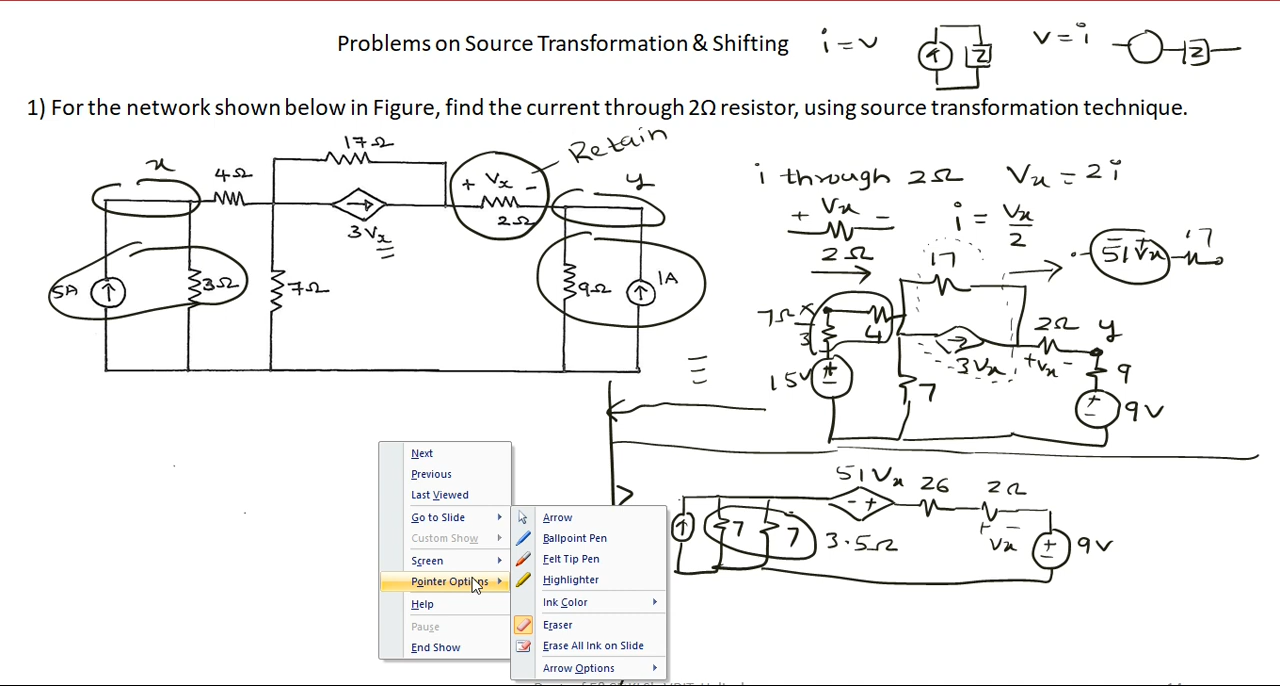 Problems on Source Transformation & Shifting
i = v
Z
v = i
Z
1) For the network shown below in Figure, find the current through 2Ω resistor, using source transformation technique.
17Ω
Retain
x
4Ω
+ Vx -
y
2Ω
3Vx
5A
3Ω
7Ω
9Ω
1A
i through 2Ω
Vx = 2i
+ Vx -
2Ω
i = Vx / 2
17
51Vx
- +
17
7Ω
x
3
4
2Ω
y
3Vx
+ Vx -
9
15V
7
9V
51Vx
26
2Ω
- +
7
7
3.5Ω
+ -
Vx
9V
Next
Previous
Last Viewed
Go to Slide
Custom Show
Screen
Pointer Options
Help
Pause
End Show
Arrow
Ballpoint Pen
Felt Tip Pen
Highlighter
Ink Color
Eraser
Erase All Ink on Slide
Arrow Options